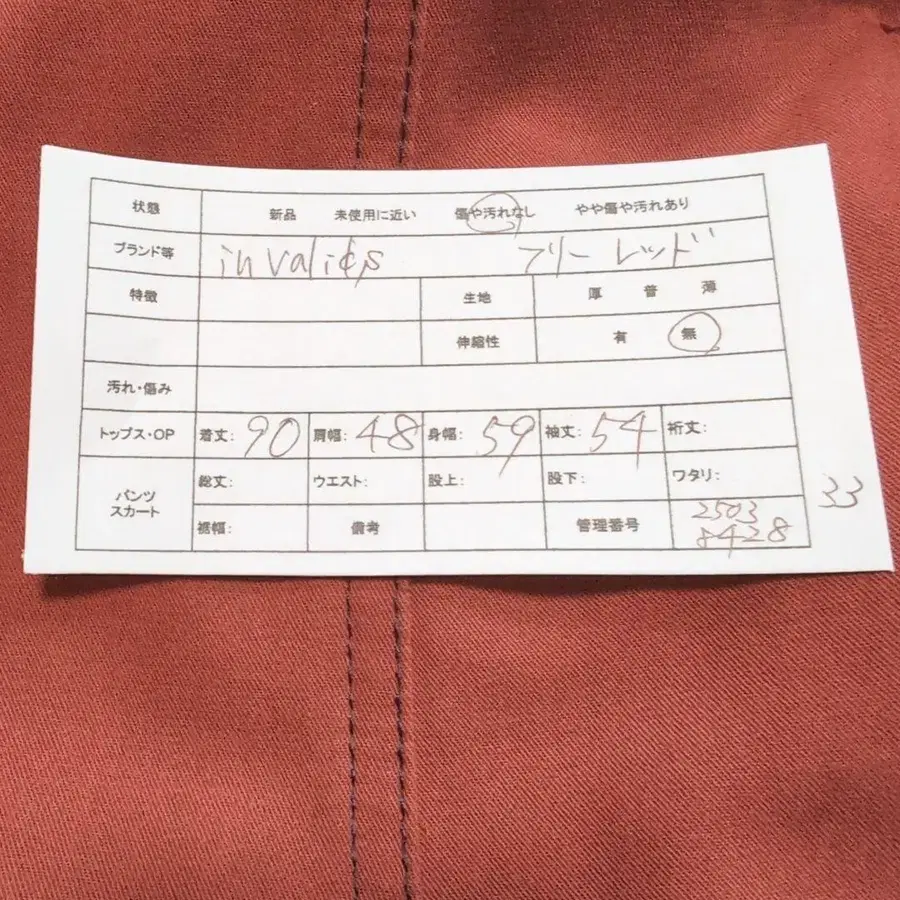 状態 新品 未使用に近い 傷や汚れなし やや傷や汚れあり
ブランド等 invalids フリー レッド
特徴 生地 厚 普 薄
伸縮性 有 無
汚れ・傷み
トップス・OP 着丈: 90 肩幅: 48 身幅: 59 袖丈: 54 裄丈:
パンツ スカート 総丈: ウエスト: 股上: 股下: ワタリ:
33
裾幅: 備考 管理番号 2503
8428